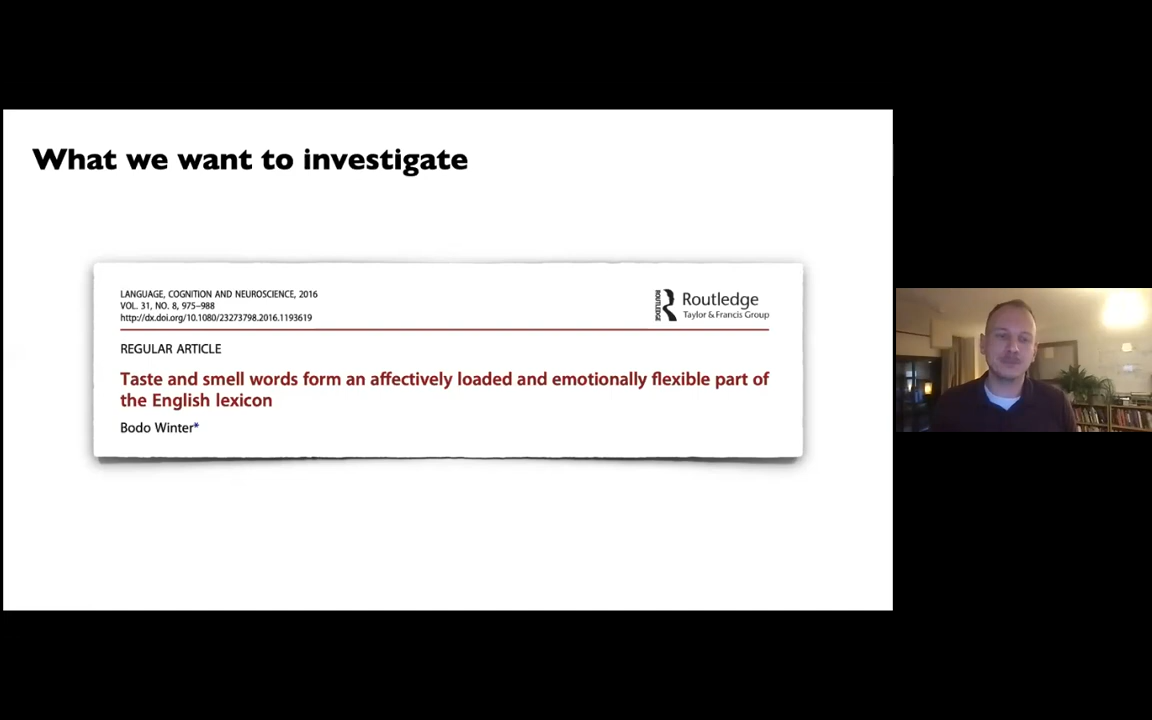 What we want to investigate
LANGUAGE, COGNITION AND NEUROSCIENCE, 2016
VOL. 31, NO. 8, 975–988
http://dx.doi.org/10.1080/23273798.2016.1193619
ROUTLEDGE
Routledge
Taylor & Francis Group
REGULAR ARTICLE
Taste and smell words form an affectively loaded and emotionally flexible part of
the English lexicon
Bodo Winter*